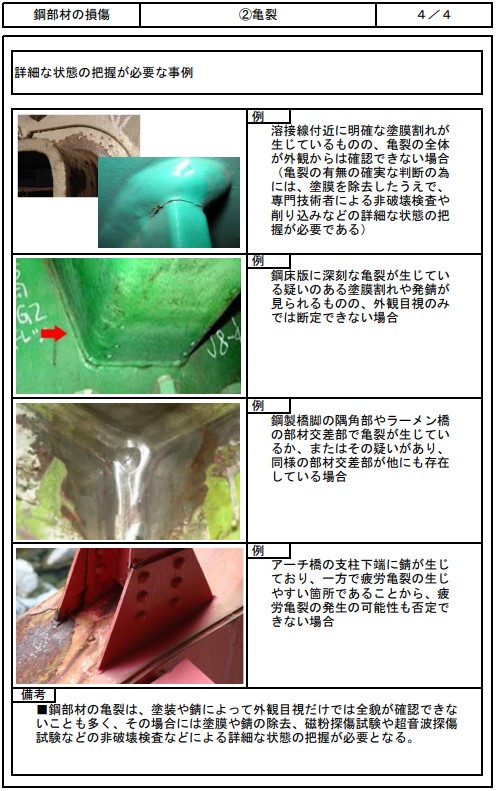 鋼部材の損傷
②亀裂
４／４
詳細な状態の把握が必要な事例
例
溶接線付近に明確な塗膜割れが
生じているものの、亀裂の全体
が外観からは確認できない場合
（亀裂の有無の確実な判断の為
には、塗膜を除去したうえで、
専門技術者による非破壊検査や
削り込みなどの詳細な状態の把
握が必要である）
例
鋼床版に深刻な亀裂が生じてい
る疑いのある塗膜割れや発錆が
見られるものの、外観目視のみ
では断定できない場合
例
鋼製橋脚の隅角部やラーメン橋
の部材交差部で亀裂が生じてい
るか、またはその疑いがあり、
同様の部材交差部が他にも存在
している場合
例
アーチ橋の支柱下端に錆が生じ
ており、一方で疲労亀裂の生じ
やすい箇所であることから、疲
労亀裂の発生の可能性も否定で
きない場合
備考
■鋼部材の亀裂は、塗装や錆によって外観目視だけでは全貌が確認できな
いことも多く、その場合には塗膜や錆の除去、磁粉探傷試験や超音波探傷
試験などの非破壊検査などによる詳細な状態の把握が必要となる。